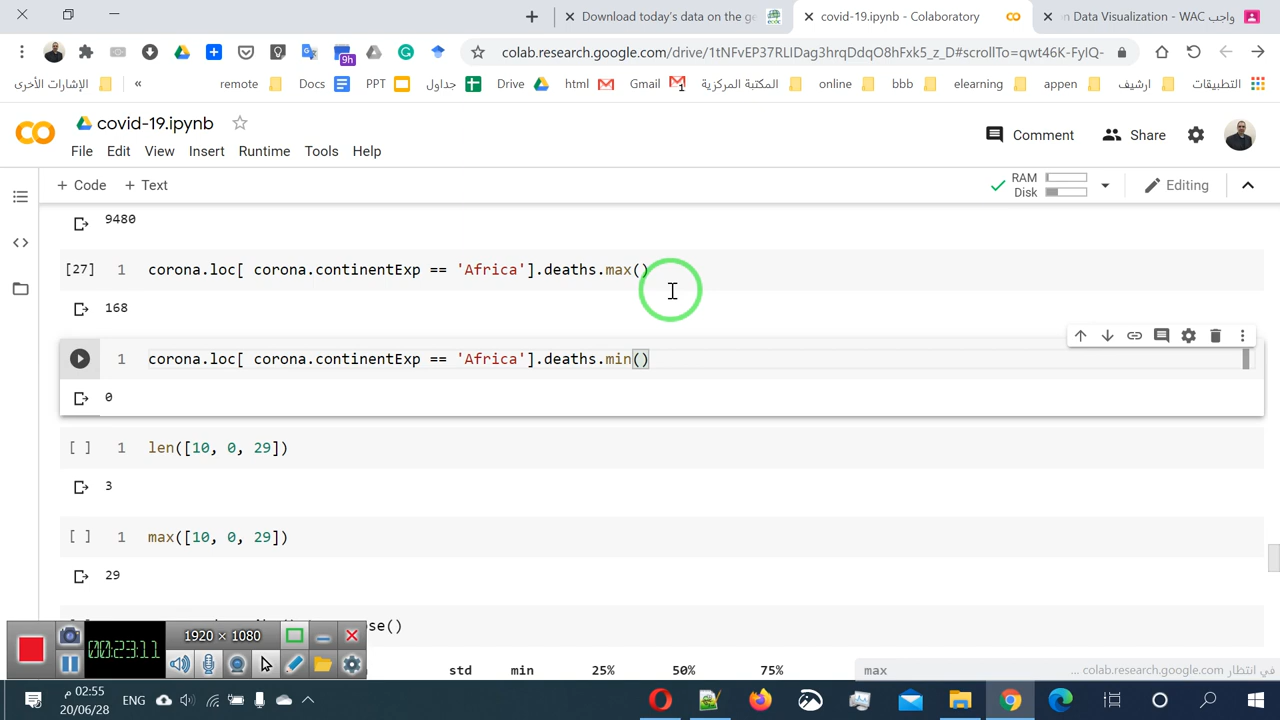 Download today's data on the ge
covid-19.ipynb - Colaboratory
in Data Visualization - WAC واجب
9h
colab.research.google.com/drive/1tNFvEP37RLIDag3hrqDdqO8hFxk5_z_D#scrollTo=qwt46K-FyIQ-
الإشارات الأخرى
«
remote
Docs
PPT
جداول
Drive
html
Gmail
المكتبة المركزية
online
bbb
elearning
appen
ارشيف
التطبيقات
covid-19.ipynb
Comment
Share
File Edit View Insert Runtime Tools Help
+ Code + Text
RAM
Disk
Editing
9480
[27] 1 corona.loc[ corona.continentExp == 'Africa'].deaths.max()
168
1 corona.loc[ corona.continentExp == 'Africa'].deaths.min()
0
[ ] 1 len([10, 0, 29])
3
[ ] 1 max([10, 0, 29])
29
ose()
std min 25% 50% 75% max
1920 × 1080
00:23:11
في انتظار colab.research.google.com ...
02:55 م
20/06/28
ENG